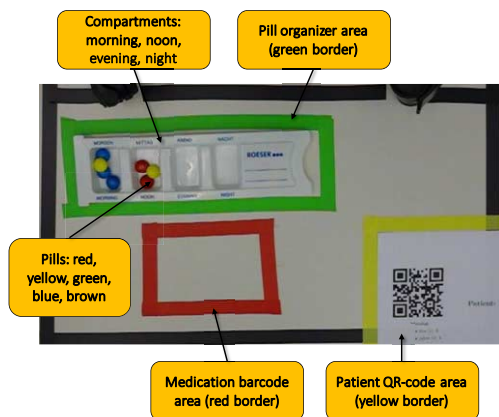 Compartments:
morning, noon,
evening, night
Pill organizer area
(green border)
MORGEN MITTAG ABEND NACHT
BOESER
MORNING NOON EVENING NIGHT
Pills: red,
yellow, green,
blue, brown
Patient:
Medication barcode
area (red border)
Patient QR-code area
(yellow border)